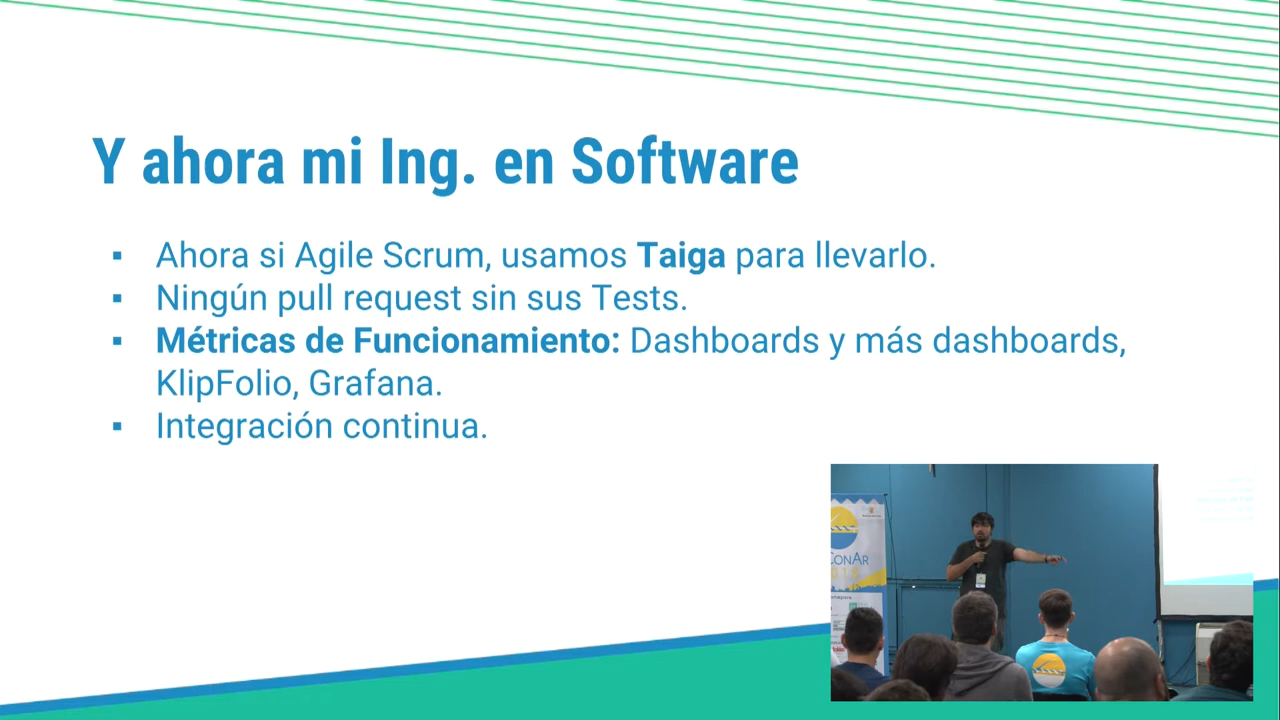 Y ahora mi Ing. en Software
▪ Ahora si Agile Scrum, usamos Taiga para llevarlo.
▪ Ningún pull request sin sus Tests.
▪ Métricas de Funcionamiento: Dashboards y más dashboards,
KlipFolio, Grafana.
▪ Integración continua.
ConAr